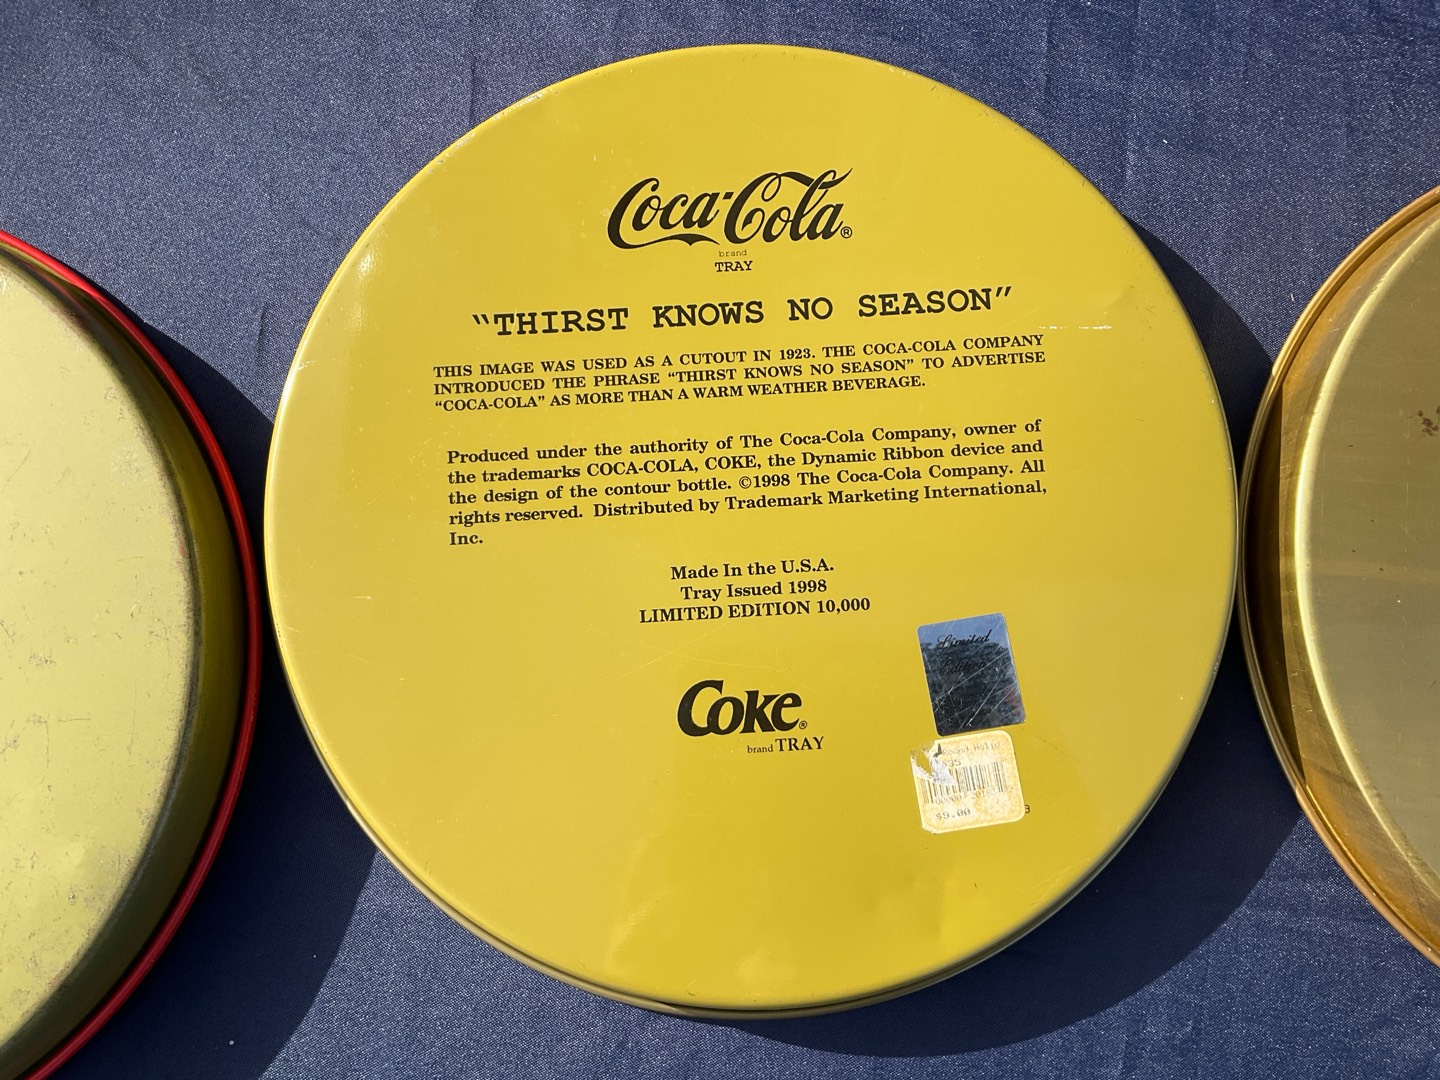 Coca-Cola®
brand
TRAY
“THIRST KNOWS NO SEASON”
THIS IMAGE WAS USED AS A CUTOUT IN 1923. THE COCA-COLA COMPANY
INTRODUCED THE PHRASE “THIRST KNOWS NO SEASON” TO ADVERTISE
“COCA-COLA” AS MORE THAN A WARM WEATHER BEVERAGE.
Produced under the authority of The Coca-Cola Company, owner of
the trademarks COCA-COLA, COKE, the Dynamic Ribbon device and
the design of the contour bottle. ©1998 The Coca-Cola Company. All
rights reserved. Distributed by Trademark Marketing International,
Inc.
Made In the U.S.A.
Tray Issued 1998
LIMITED EDITION 10,000
Limited
Edition
Coke®
brand TRAY
$9.00